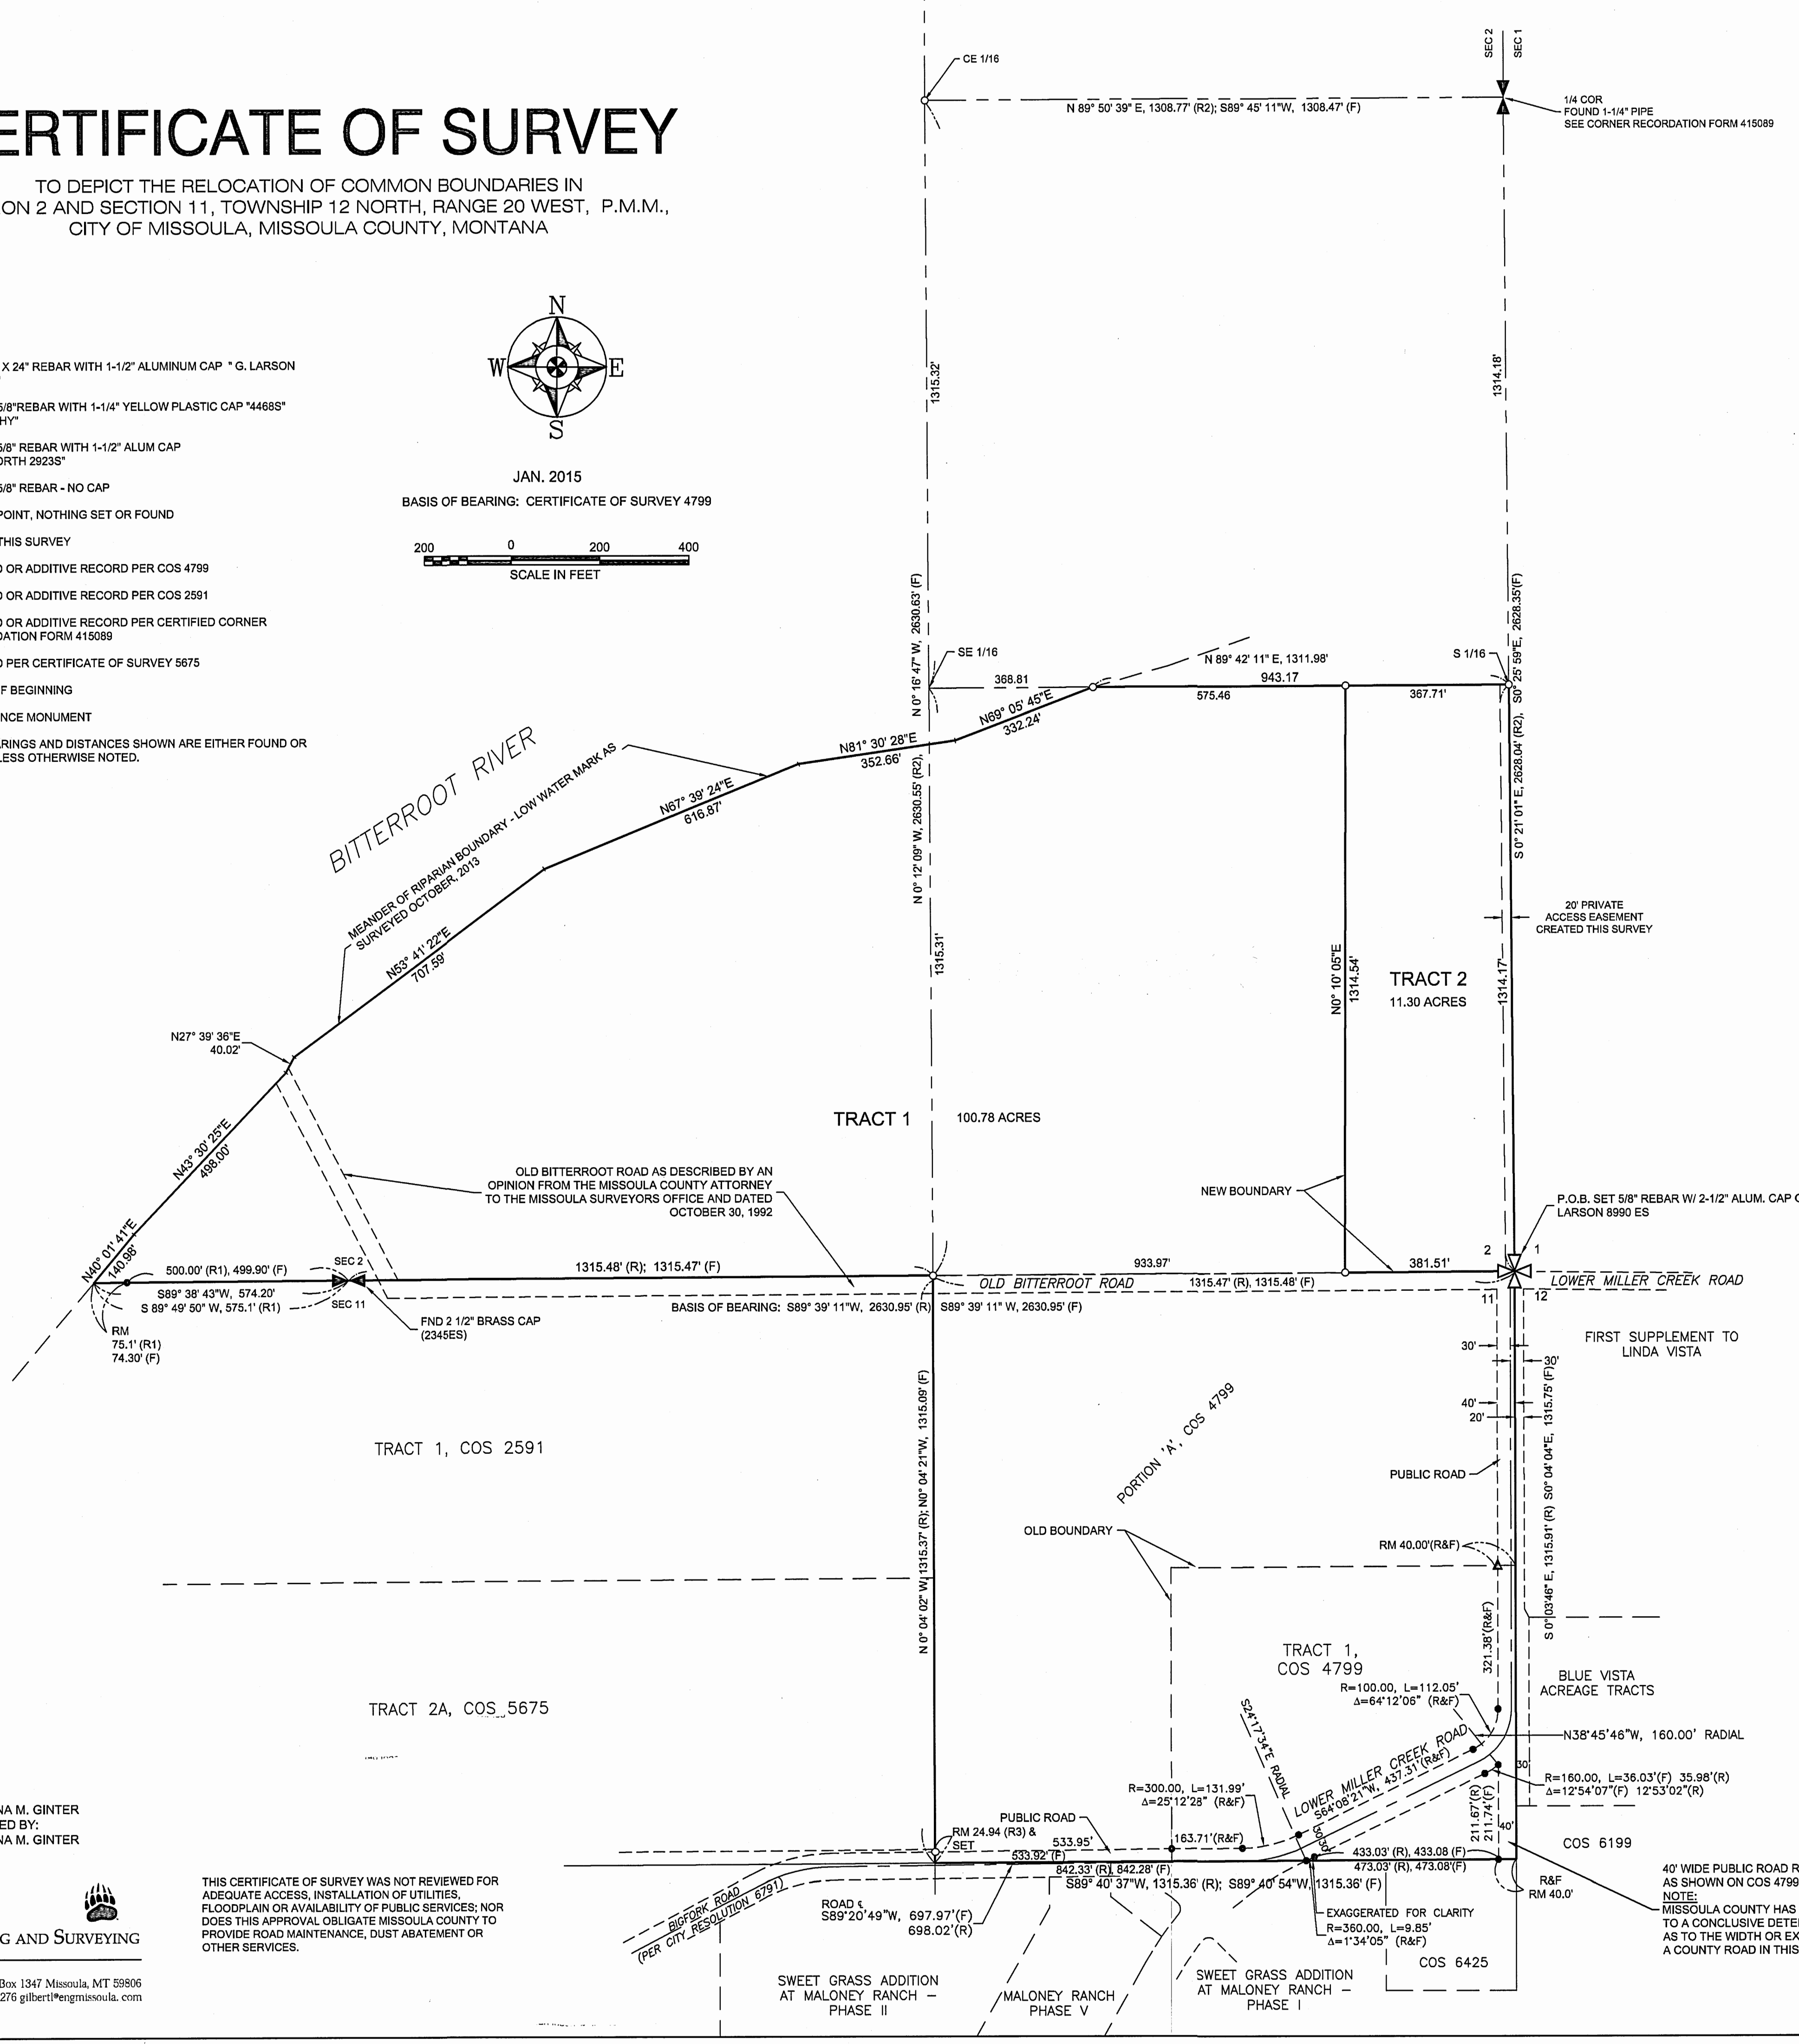 ERTIFICATE OF SURVEY
TO DEPICT THE RELOCATION OF COMMON BOUNDARIES IN
ON 2 AND SECTION 11, TOWNSHIP 12 NORTH, RANGE 20 WEST, P.M.M.,
CITY OF MISSOULA, MISSOULA COUNTY, MONTANA
X 24" REBAR WITH 1-1/2" ALUMINUM CAP " G. LARSON
5/8"REBAR WITH 1-1/4" YELLOW PLASTIC CAP "4468S"
HY"
5/8" REBAR WITH 1-1/2" ALUM CAP
ORTH 2923S"
5/8" REBAR - NO CAP
POINT, NOTHING SET OR FOUND
THIS SURVEY
D OR ADDITIVE RECORD PER COS 4799
D OR ADDITIVE RECORD PER COS 2591
D OR ADDITIVE RECORD PER CERTIFIED CORNER
DATION FORM 415089
D PER CERTIFICATE OF SURVEY 5675
F BEGINNING
NCE MONUMENT
ARINGS AND DISTANCES SHOWN ARE EITHER FOUND OR
LESS OTHERWISE NOTED.
N
W E
S
JAN. 2015
BASIS OF BEARING: CERTIFICATE OF SURVEY 4799
200 0 200 400
SCALE IN FEET
CE 1/16
SEC 2
SEC 1
N 89° 50' 39" E, 1308.77' (R2); S89° 45' 11"W, 1308.47' (F)
1/4 COR
FOUND 1-1/4" PIPE
SEE CORNER RECORDATION FORM 415089
1315.32'
1314.18'
N 0° 12' 09" W, 2630.55' (R2), N 0° 16' 47" W, 2630.63' (F)
S 0° 21' 01" E, 2628.04' (R2), S0° 25' 59"E, 2628.35'(F)
SE 1/16
S 1/16
N 89° 42' 11" E, 1311.98'
368.81
943.17
575.46
367.71'
N69° 05' 45"E
332.24'
N81° 30' 28"E
352.66'
N67° 39' 24"E
616.87'
BITTERROOT RIVER
MEANDER OF RIPARIAN BOUNDARY - LOW WATER MARK AS
SURVEYED OCTOBER, 2013
N53° 41' 22"E
707.59'
N27° 39' 36"E
40.02'
N43° 30' 25"E
498.00'
N40° 01' 41"E
140.98'
1315.31'
20' PRIVATE
ACCESS EASEMENT
CREATED THIS SURVEY
N0° 10' 05"E
1314.54'
TRACT 2
11.30 ACRES
1314.17'
TRACT 1
100.78 ACRES
OLD BITTERROOT ROAD AS DESCRIBED BY AN
OPINION FROM THE MISSOULA COUNTY ATTORNEY
TO THE MISSOULA SURVEYORS OFFICE AND DATED
OCTOBER 30, 1992
NEW BOUNDARY
P.O.B. SET 5/8" REBAR W/ 2-1/2" ALUM. CAP
LARSON 8990 ES
2 1
11 12
SEC 2
SEC 11
500.00' (R1), 499.90' (F)
S89° 38' 43"W, 574.20'
S 89° 49' 50" W, 575.1' (R1)
RM
75.1' (R1)
74.30' (F)
1315.48' (R); 1315.47' (F)
933.97'
381.51'
OLD BITTERROOT ROAD
1315.47' (R), 1315.48' (F)
LOWER MILLER CREEK ROAD
BASIS OF BEARING: S89° 39' 11"W, 2630.95' (R) S89° 39' 11" W, 2630.95' (F)
FND 2 1/2" BRASS CAP
(2345ES)
FIRST SUPPLEMENT TO
LINDA VISTA
30'
30'
40'
20'
PORTION 'A', COS 4799
TRACT 1, COS 2591
N 0° 04' 02" W, 1315.37' (R); N0° 04' 21"W, 1315.09' (F)
S 0° 03'46" E, 1315.91' (R) S0° 04' 04"E, 1315.75' (F)
PUBLIC ROAD
OLD BOUNDARY
RM 40.00'(R&F)
321.38'(R&F)
TRACT 1,
COS 4799
TRACT 2A, COS 5675
BLUE VISTA
ACREAGE TRACTS
R=100.00, L=112.05'
Δ=64°12'06" (R&F)
N38°45'46"W, 160.00' RADIAL
S24°17'34"E RADIAL
LOWER MILLER CREEK ROAD
S64°08'21"W, 437.31'(R&F)
30'
R=160.00, L=36.03'(F) 35.98'(R)
Δ=12°54'07"(F) 12°53'02"(R)
R=300.00, L=131.99'
Δ=25°12'28" (R&F)
PUBLIC ROAD
RM 24.94 (R3) &
SET
533.95'
533.92' (F)
163.71'(R&F)
30'
30'
211.67'(R)
211.74'(F)
40'
433.03' (R), 433.08 (F)
473.03' (R), 473.08'(F)
842.33' (R), 842.28' (F)
S89° 40' 37"W, 1315.36' (R); S89° 40' 54"W, 1315.36' (F)
COS 6199
R&F
RM 40.0'
40' WIDE PUBLIC ROAD R
AS SHOWN ON COS 4799
NOTE:
MISSOULA COUNTY HAS
TO A CONCLUSIVE DETE
AS TO THE WIDTH OR EX
A COUNTY ROAD IN THIS
BIGFORK ROAD
(PER CITY RESOLUTION 6791)
ROAD ℄
S89°20'49"W, 697.97'(F)
698.02'(R)
EXAGGERATED FOR CLARITY
R=360.00, L=9.85'
Δ=1°34'05" (R&F)
COS 6425
SWEET GRASS ADDITION
AT MALONEY RANCH –
PHASE II
MALONEY RANCH
PHASE V
SWEET GRASS ADDITION
AT MALONEY RANCH –
PHASE I
NA M. GINTER
ED BY:
NA M. GINTER
G AND SURVEYING
Box 1347 Missoula, MT 59806
276 gilbertl@engmissoula. com
THIS CERTIFICATE OF SURVEY WAS NOT REVIEWED FOR
ADEQUATE ACCESS, INSTALLATION OF UTILITIES,
FLOODPLAIN OR AVAILABILITY OF PUBLIC SERVICES; NOR
DOES THIS APPROVAL OBLIGATE MISSOULA COUNTY TO
PROVIDE ROAD MAINTENANCE, DUST ABATEMENT OR
OTHER SERVICES.